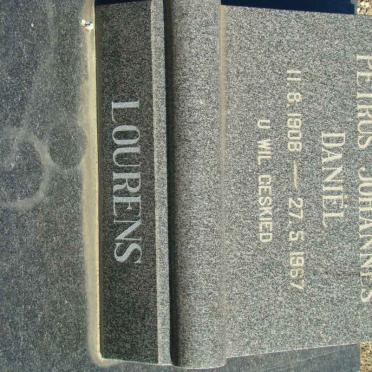 PETRUS JOHANNES
DANIËL
11.8.1908 — 27.5.1967
U WIL GESKIED
LOURENS